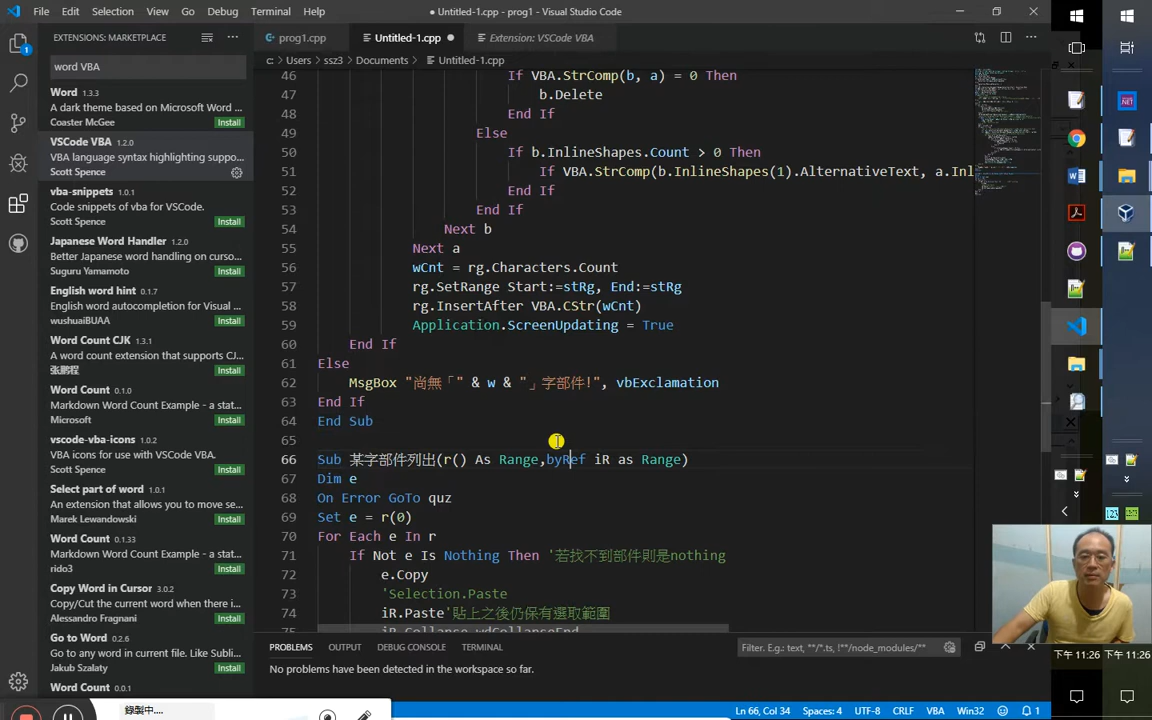 File Edit Selection View Go Debug Terminal Help
● Untitled-1.cpp - prog1 - Visual Studio Code
EXTENSIONS: MARKETPLACE
word VBA
Word 1.3.3
A dark theme based on Microsoft Word ...
Coaster McGee Install
VSCode VBA 1.2.0
VBA language syntax highlighting suppo...
Scott Spence
vba-snippets 1.0.1
Code snippets of vba for VSCode.
Scott Spence Install
Japanese Word Handler 1.2.0
Better Japanese word handling on curso...
Suguru Yamamoto Install
English word hint 0.1.7
English word autocompletion for Visual ...
wushuaiBUAA Install
Word Count CJK 1.3.1
A word count extension that supports CJ...
张鹏程 Install
Word Count 0.1.0
Markdown Word Count Example - a stat...
Microsoft Install
vscode-vba-icons 1.0.2
VBA icons for use with VSCode VBA.
Scott Spence Install
Select part of word 0.1.0
An extension that allows you to move se...
Marek Lewandowski Install
Word Count 0.1.33
Markdown Word Count Example - a stat...
rido3 Install
Copy Word in Cursor 3.0.2
Copy/Cut the current word when there i...
Alessandro Fragnani Install
Go to Word 0.2.6
Go to any word in current file. Like Subli...
Jakub Szalaty Install
Word Count 0.0.1
prog1.cpp Untitled-1.cpp ● Extension: VSCode VBA
c: > Users > ssz3 > Documents > Untitled-1.cpp
46 If VBA.StrComp(b, a) = 0 Then
47 b.Delete
48 End If
49 Else
50 If b.InlineShapes.Count > 0 Then
51 If VBA.StrComp(b.InlineShapes(1).AlternativeText, a.Inl
52 End If
53 End If
54 Next b
55 Next a
56 wCnt = rg.Characters.Count
57 rg.SetRange Start:=stRg, End:=stRg
58 rg.InsertAfter VBA.CStr(wCnt)
59 Application.ScreenUpdating = True
60 End If
61 Else
62 MsgBox "尚無「" & w & "」字部件!", vbExclamation
63 End If
64 End Sub
65
66 Sub 某字部件列出(r() As Range,byRef iR as Range)
67 Dim e
68 On Error GoTo quz
69 Set e = r(0)
70 For Each e In r
71 If Not e Is Nothing Then '若找不到部件則是nothing
72 e.Copy
73 'Selection.Paste
74 iR.Paste'貼上之後仍保有選取範圍
75 iR.Collapse wdCollapseEnd
PROBLEMS OUTPUT DEBUG CONSOLE TERMINAL
Filter. E.g.: text, **/*.ts, !**/node_modules/**
No problems have been detected in the workspace so far.
Ln 66, Col 34 Spaces: 4 UTF-8 CRLF VBA Win32 1
錄製中....
下午 11:26 下午 11:26